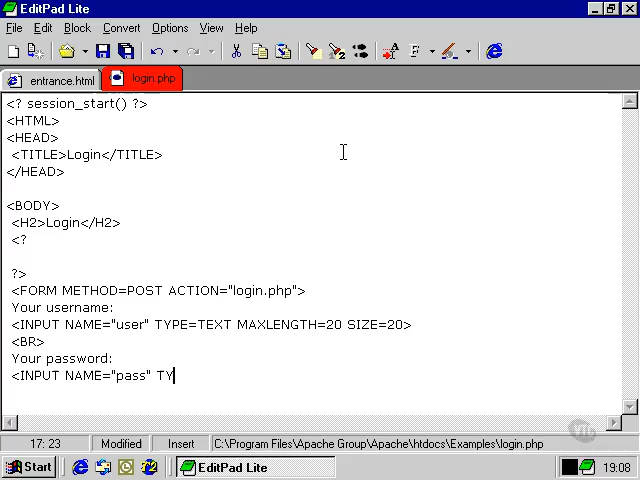 EditPad Lite
File Edit Block Convert Options View Help
entrance.html login.php
<? session_start() ?>
<HTML>
<HEAD>
<TITLE>Login</TITLE>
</HEAD>
<BODY>
<H2>Login</H2>
<?
?>
<FORM METHOD=POST ACTION="login.php">
Your username:
<INPUT NAME="user" TYPE=TEXT MAXLENGTH=20 SIZE=20>
<BR>
Your password:
<INPUT NAME="pass" TY
17: 23 Modified Insert C:\Program Files\Apache Group\Apache\htdocs\Examples\login.php
Start EditPad Lite 19:08